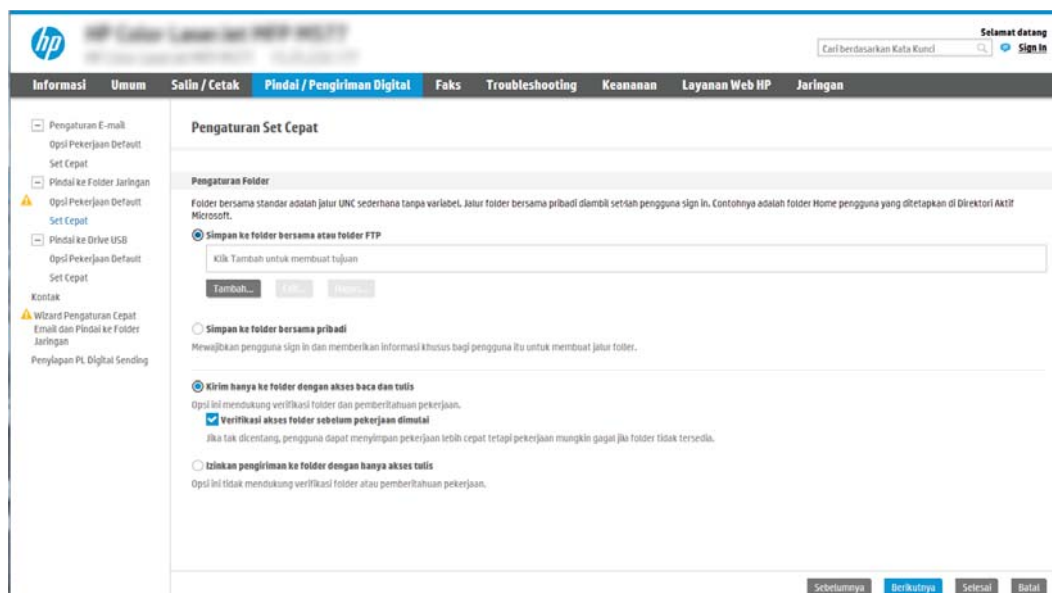 hp
Selamat datang
Cari berdasarkan Kata Kunci
Sign In
Informasi Umum Salin / Cetak Pindai / Pengiriman Digital Faks Troubleshooting Keamanan Layanan Web HP Jaringan
Pengaturan E-mail
Opsi Pekerjaan Default
Set Cepat
Pindai ke Folder Jaringan
Opsi Pekerjaan Default
Set Cepat
Pindai ke Drive USB
Opsi Pekerjaan Default
Set Cepat
Kontak
Wizard Pengaturan Cepat
Email dan Pindai ke Folder
Jaringan
Penyiapan PL Digital Sending
Pengaturan Set Cepat
Pengaturan Folder
Folder bersama standar adalah jalur UNC sederhana tanpa variabel. Jalur folder bersama pribadi diambil setelah pengguna sign in. Contohnya adalah folder Home pengguna yang ditetapkan di Direktori Aktif
Microsoft.
Simpan ke folder bersama atau folder FTP
Klik Tambah untuk membuat tujuan
Tambah...
Simpan ke folder bersama pribadi
Mewajibkan pengguna sign in dan memberikan informasi khusus bagi pengguna itu untuk membuat jalur folder.
Kirim hanya ke folder dengan akses baca dan tulis
Opsi ini mendukung verifikasi folder dan pemberitahuan pekerjaan.
Verifikasi akses folder sebelum pekerjaan dimulai
Jika tak dicentang, pengguna dapat menyimpan pekerjaan lebih cepat tetapi pekerjaan mungkin gagal jila folder tidak tersedia.
Izinkan pengiriman ke folder dengan hanya akses tulis
Opsi ini tidak mendukung verifikasi folder atau pemberitahuan pekerjaan.
Sebelumnya Berikutnya Selesai Batal